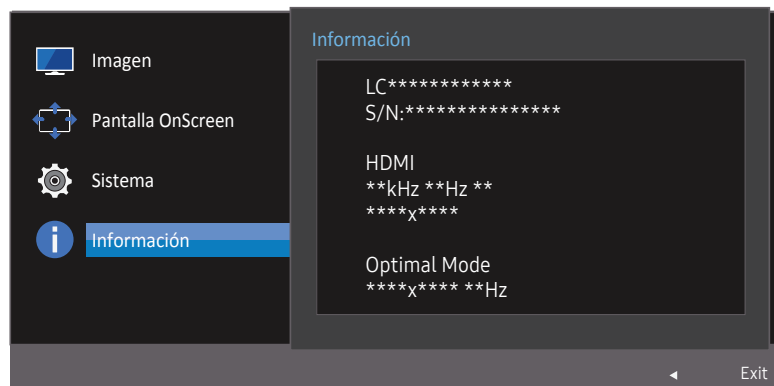 Imagen
Pantalla OnScreen
Sistema
Información
Información
LC************
S/N:***************
HDMI
**kHz **Hz **
****x****
Optimal Mode
****x**** **Hz
Exit